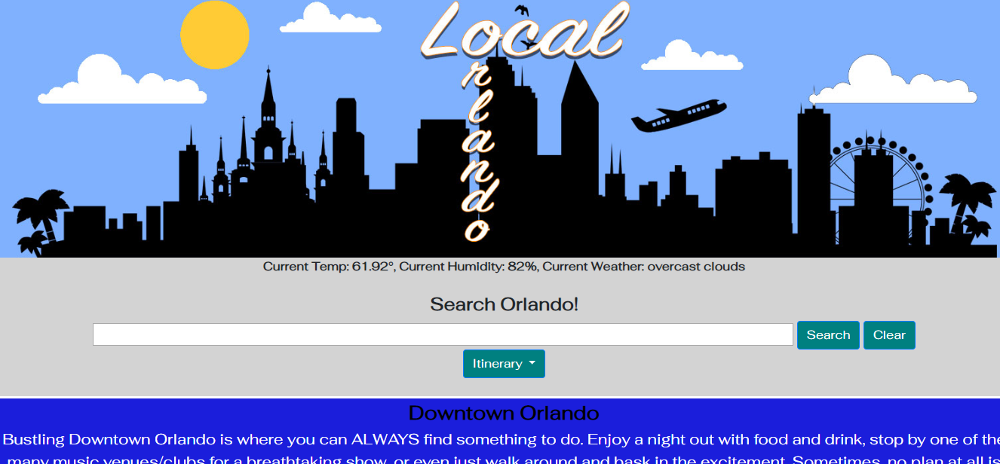 Local
rlando
Current Temp: 61.92°, Current Humidity: 82%, Current Weather: overcast clouds
Search Orlando!
Search Clear
Itinerary
Downtown Orlando
Bustling Downtown Orlando is where you can ALWAYS find something to do. Enjoy a night out with food and drink, stop by one of the
many music venues/clubs for a breathtaking show, or even just walk around and bask in the excitement. Sometimes, no plan at all is